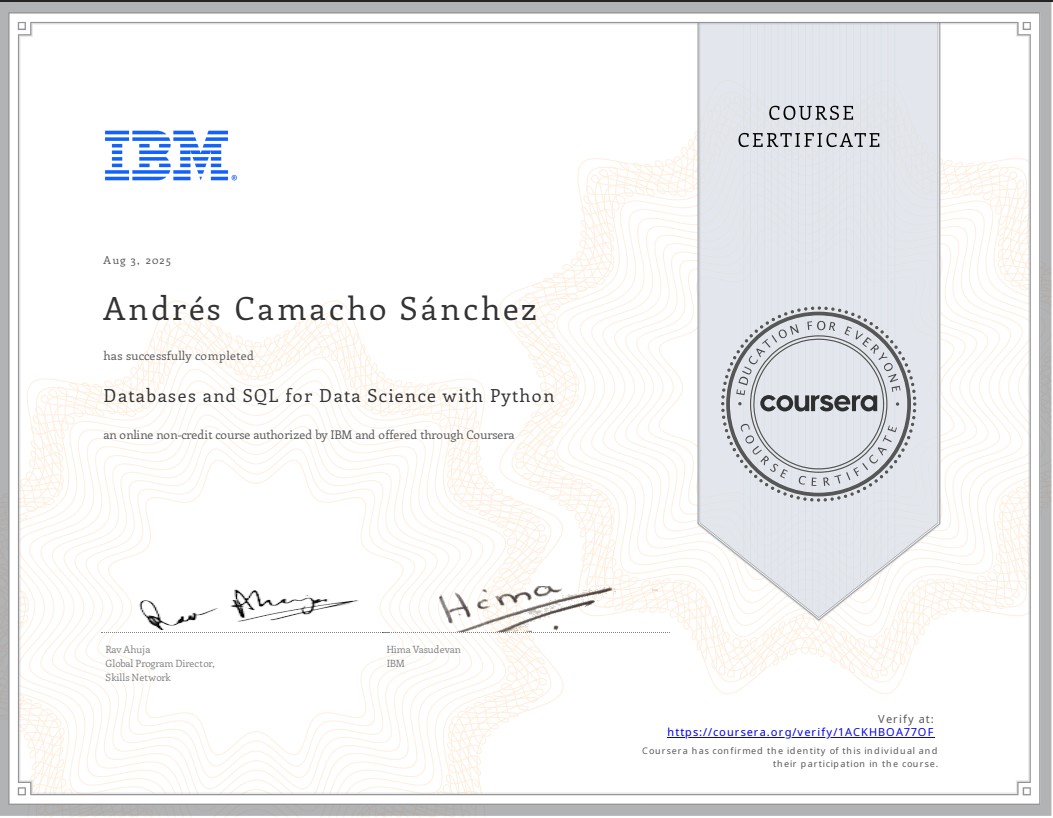 IBM®
COURSE
CERTIFICATE
Aug 3, 2025
Andrés Camacho Sánchez
has successfully completed
Databases and SQL for Data Science with Python
an online non-credit course authorized by IBM and offered through Coursera
EDUCATION FOR EVERYONE
coursera
COURSE CERTIFICATE
Rav Ahuja
Hima
Rav Ahuja
Global Program Director,
Skills Network
Hima Vasudevan
IBM
Verify at:
https://coursera.org/verify/1ACKHBOA77OF
Coursera has confirmed the identity of this individual and
their participation in the course.